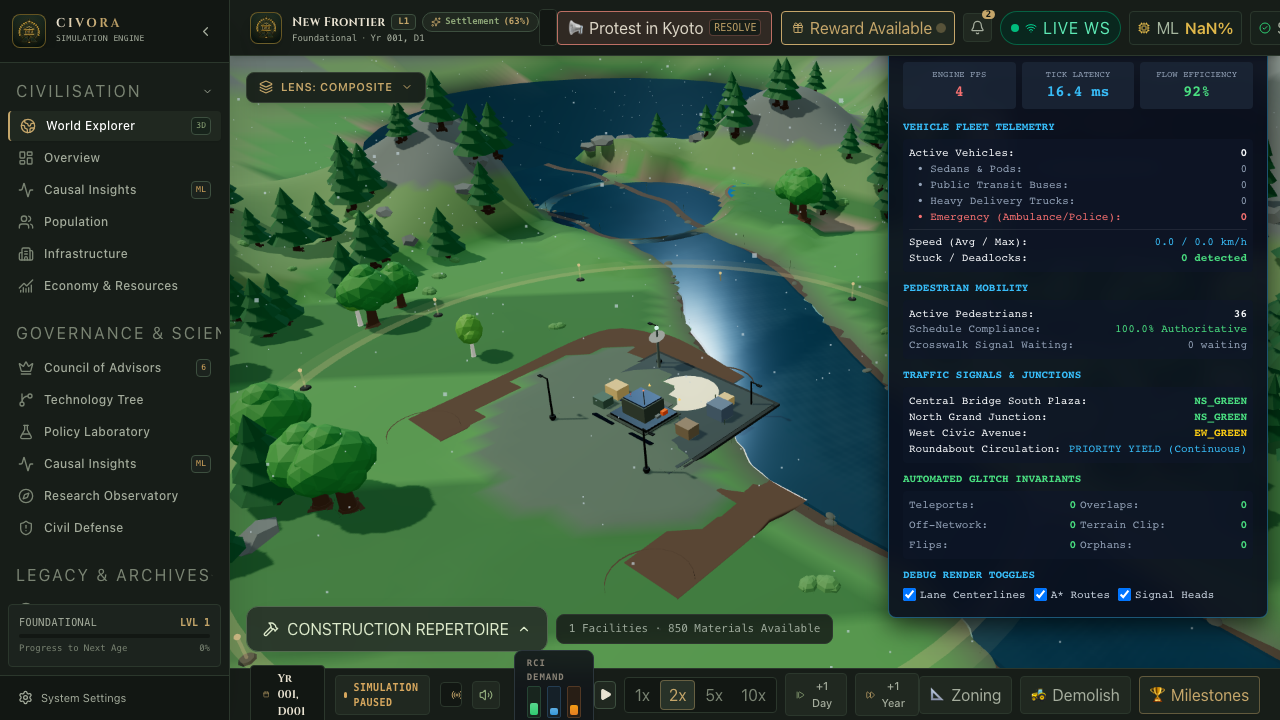 CIVORA
SIMULATION ENGINE
CIVILISATION
World Explorer
3D
Overview
Causal Insights
ML
Population
Infrastructure
Economy & Resources
GOVERNANCE & SCIEN
Council of Advisors
6
Technology Tree
Policy Laboratory
Causal Insights
ML
Research Observatory
Civil Defense
LEGACY & ARCHIVES
FOUNDATIONAL LVL 1
Progress to Next Age 0%
System Settings
New Frontier L1
Settlement (63%)
Foundational · Yr 001, D1
Protest in Kyoto RESOLVE
Reward Available
2
LIVE WS
ML NaN%
LENS: COMPOSITE
ENGINE FPS
4
TICK LATENCY
16.4 ms
FLOW EFFICIENCY
92%
VEHICLE FLEET TELEMETRY
Active Vehicles: 0
• Sedans & Pods: 0
• Public Transit Buses: 0
• Heavy Delivery Trucks: 0
• Emergency (Ambulance/Police): 0
Speed (Avg / Max): 0.0 / 0.0 km/h
Stuck / Deadlocks: 0 detected
PEDESTRIAN MOBILITY
Active Pedestrians: 36
Schedule Compliance: 100.0% Authoritative
Crosswalk Signal Waiting: 0 waiting
TRAFFIC SIGNALS & JUNCTIONS
Central Bridge South Plaza: NS_GREEN
North Grand Junction: NS_GREEN
West Civic Avenue: EW_GREEN
Roundabout Circulation: PRIORITY YIELD (Continuous)
AUTOMATED GLITCH INVARIANTS
Teleports: 0 Overlaps: 0
Off-Network: 0 Terrain Clip: 0
Flips: 0 Orphans: 0
DEBUG RENDER TOGGLES
Lane Centerlines A* Routes Signal Heads
CONSTRUCTION REPERTOIRE
1 Facilities · 850 Materials Available
Yr
001,
D001
SIMULATION
PAUSED
RCI
DEMAND
1x 2x 5x 10x
+1
Day
+1
Year
Zoning
Demolish
Milestones